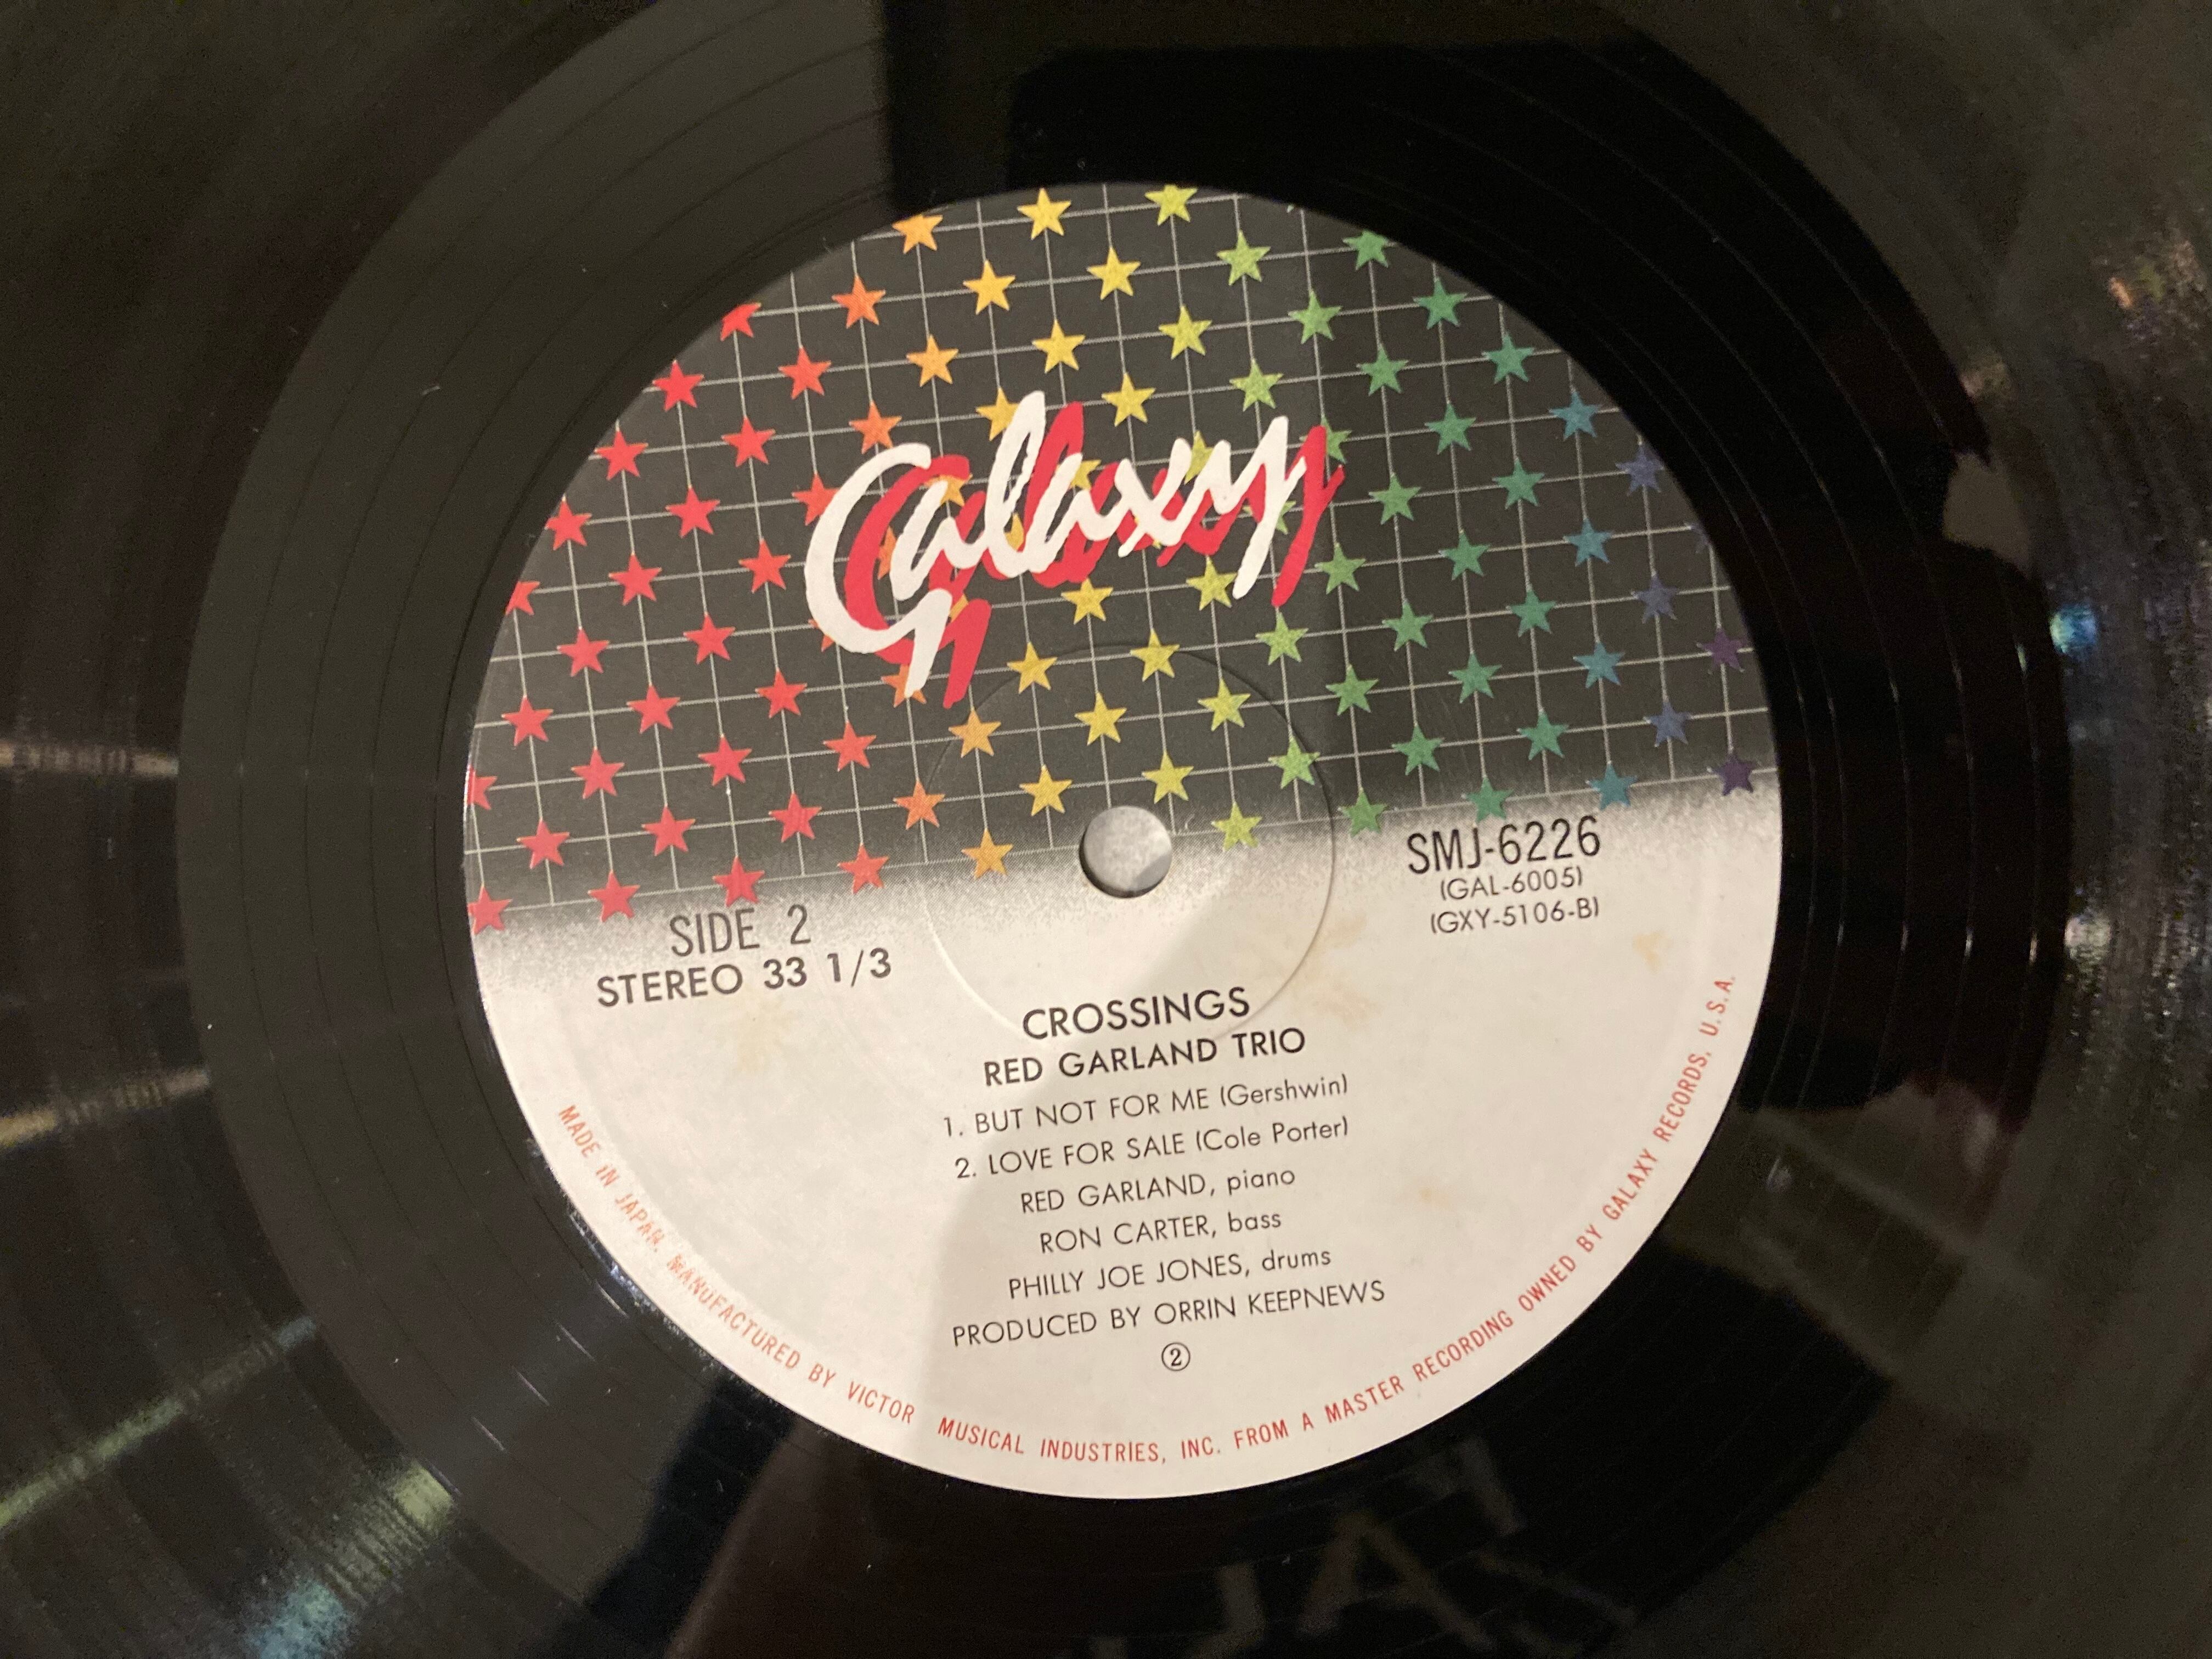 Galaxy
SIDE 2
STEREO 33 1/3
SMJ-6226
(GAL-6005)
(GXY-5106-B)
CROSSINGS
RED GARLAND TRIO
1. BUT NOT FOR ME (Gershwin)
2. LOVE FOR SALE (Cole Porter)
RED GARLAND, piano
RON CARTER, bass
PHILLY JOE JONES, drums
PRODUCED BY ORRIN KEEPNEWS
②
MADE IN JAPAN. MANUFACTURED BY VICTOR MUSICAL INDUSTRIES, INC. FROM A MASTER RECORDING OWNED BY GALAXY RECORDS, U.S.A.